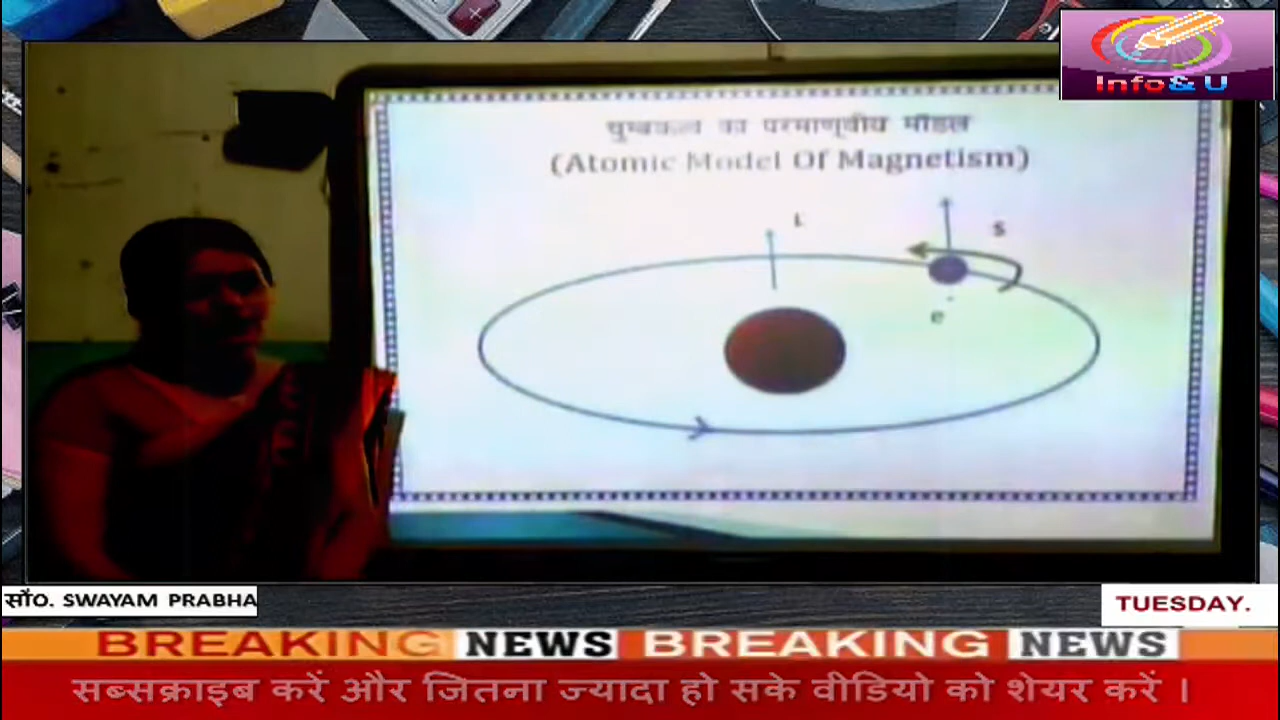 Info& U
चुम्बकत्व का परमाण्वीय मॉडल
(Atomic Model Of Magnetism)
L
S
e
सौ०. SWAYAM PRABHA
TUESDAY.
BREAKING NEWS BREAKING NEWS
सब्सक्राइब करें और जितना ज्यादा हो सके वीडियो को शेयर करें ।